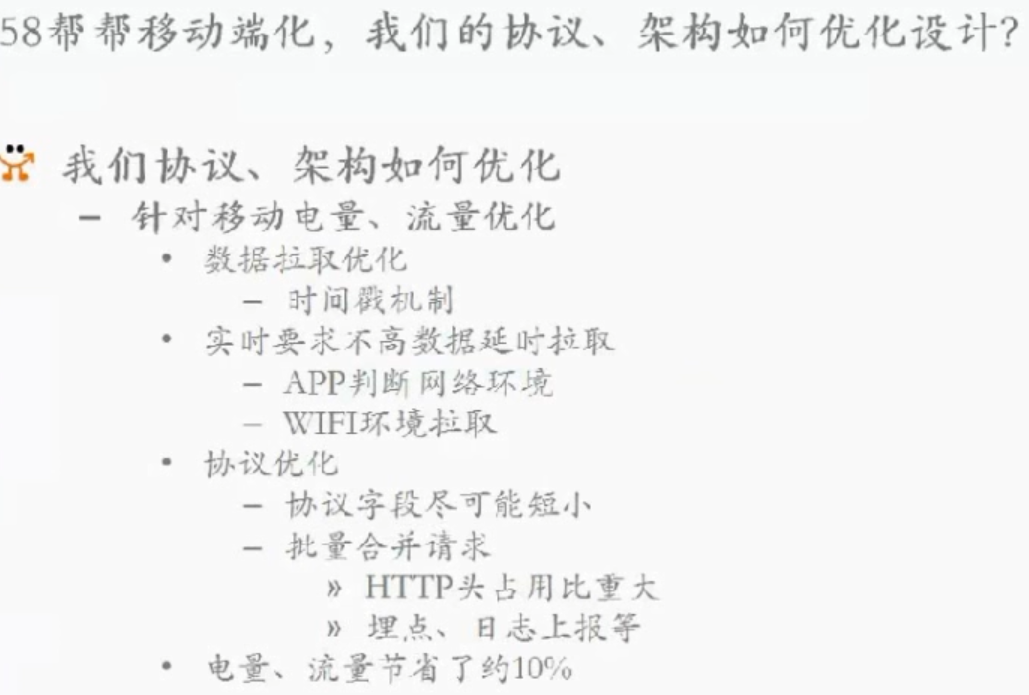 58帮帮移动端化，我们的协议、架构如何优化设计?
我们协议、架构如何优化
– 针对移动电量、流量优化
• 数据拉取优化
– 时间戳机制
• 实时要求不高数据延时拉取
– APP判断网络环境
– WIFI环境拉取
• 协议优化
– 协议字段尽可能短小
– 批量合并请求
» HTTP头占用比重大
» 埋点、日志上报等
• 电量、流量节省了约10%